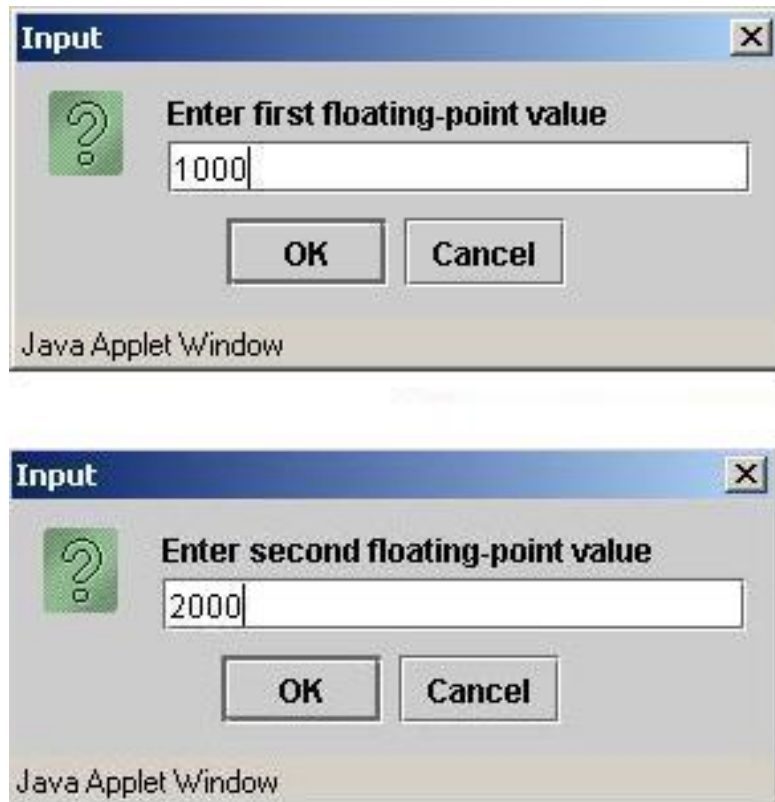 Input
Enter first floating-point value
1000
OK Cancel
Java Applet Window
Input
Enter second floating-point value
2000
OK Cancel
Java Applet Window